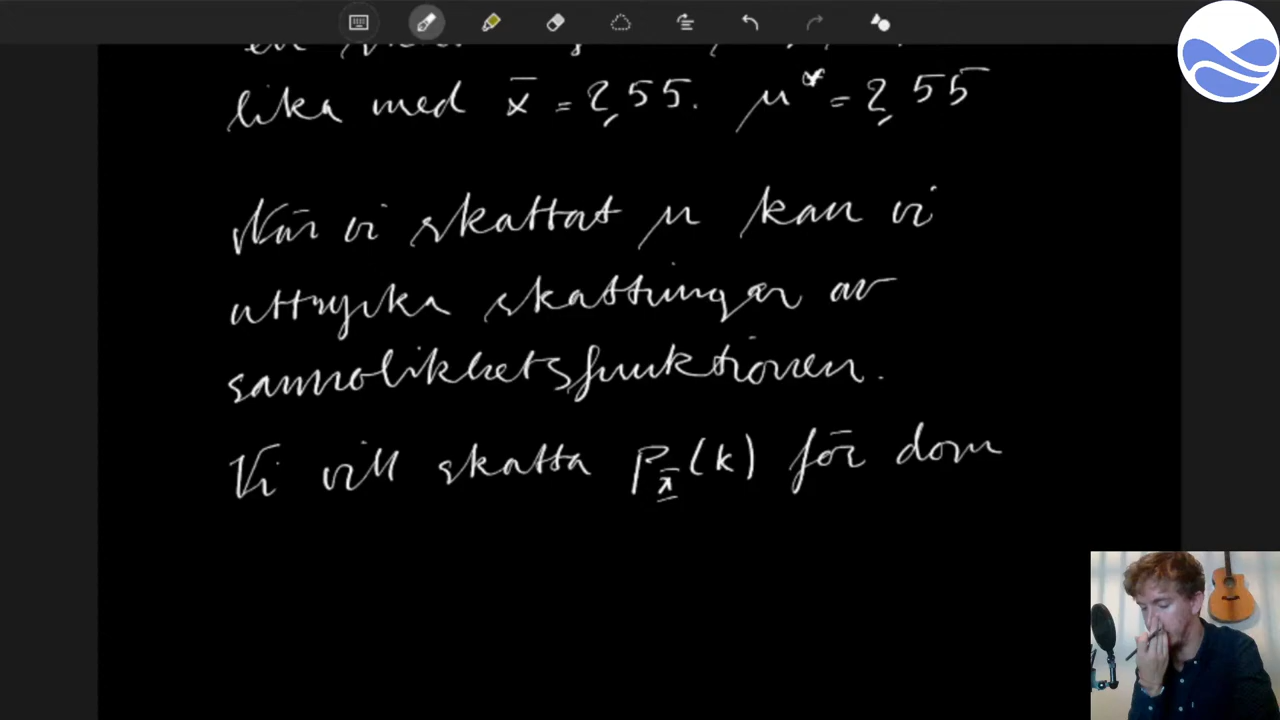 lika med x̄ = 2,55. μ* = 2,55
När vi skattat μ kan vi
uttrycka skattningar av
sannolikhetsfunktionen.
Vi vill skatta p_X(k) för dom